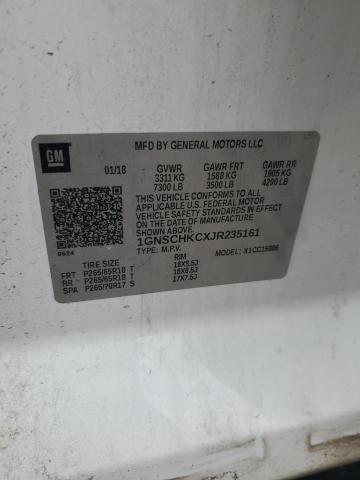 GM
MFD BY GENERAL MOTORS LLC
01/18 GVWR GAWR FRT GAWR RR
3311 KG 1588 KG 1905 KG
7300 LB 3500 LB 4200 LB
THIS VEHICLE CONFORMS TO ALL APPLICABLE U.S.
FEDERAL MOTOR VEHICLE SAFETY
STANDARDS IN EFFECT ON THE DATE OF
MANUFACTURE SHOWN ABOVE.
1GNSCHKCXJR235161
TYPE: M.P.V. MODEL: X1CC15906
0624
TIRE SIZE RIM
FRT P265/65R18 T 18X8.5J
RR P265/65R18 T 18X8.5J
SPA P265/70R17 S 17X7.5J